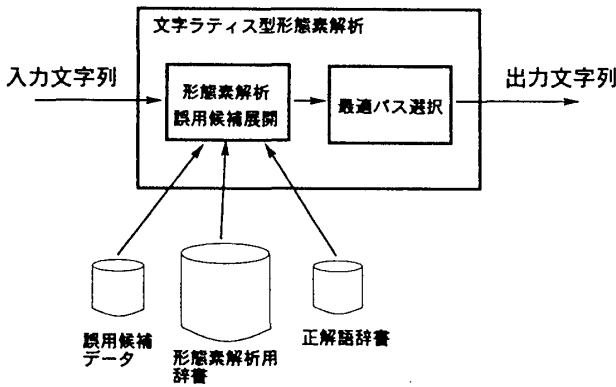 文字ラティス型形態素解析
入力文字列
形態素解析
誤用候補展開
最適パス選択
出力文字列
誤用候補
データ
形態素解析用
辞書
正解語辞書